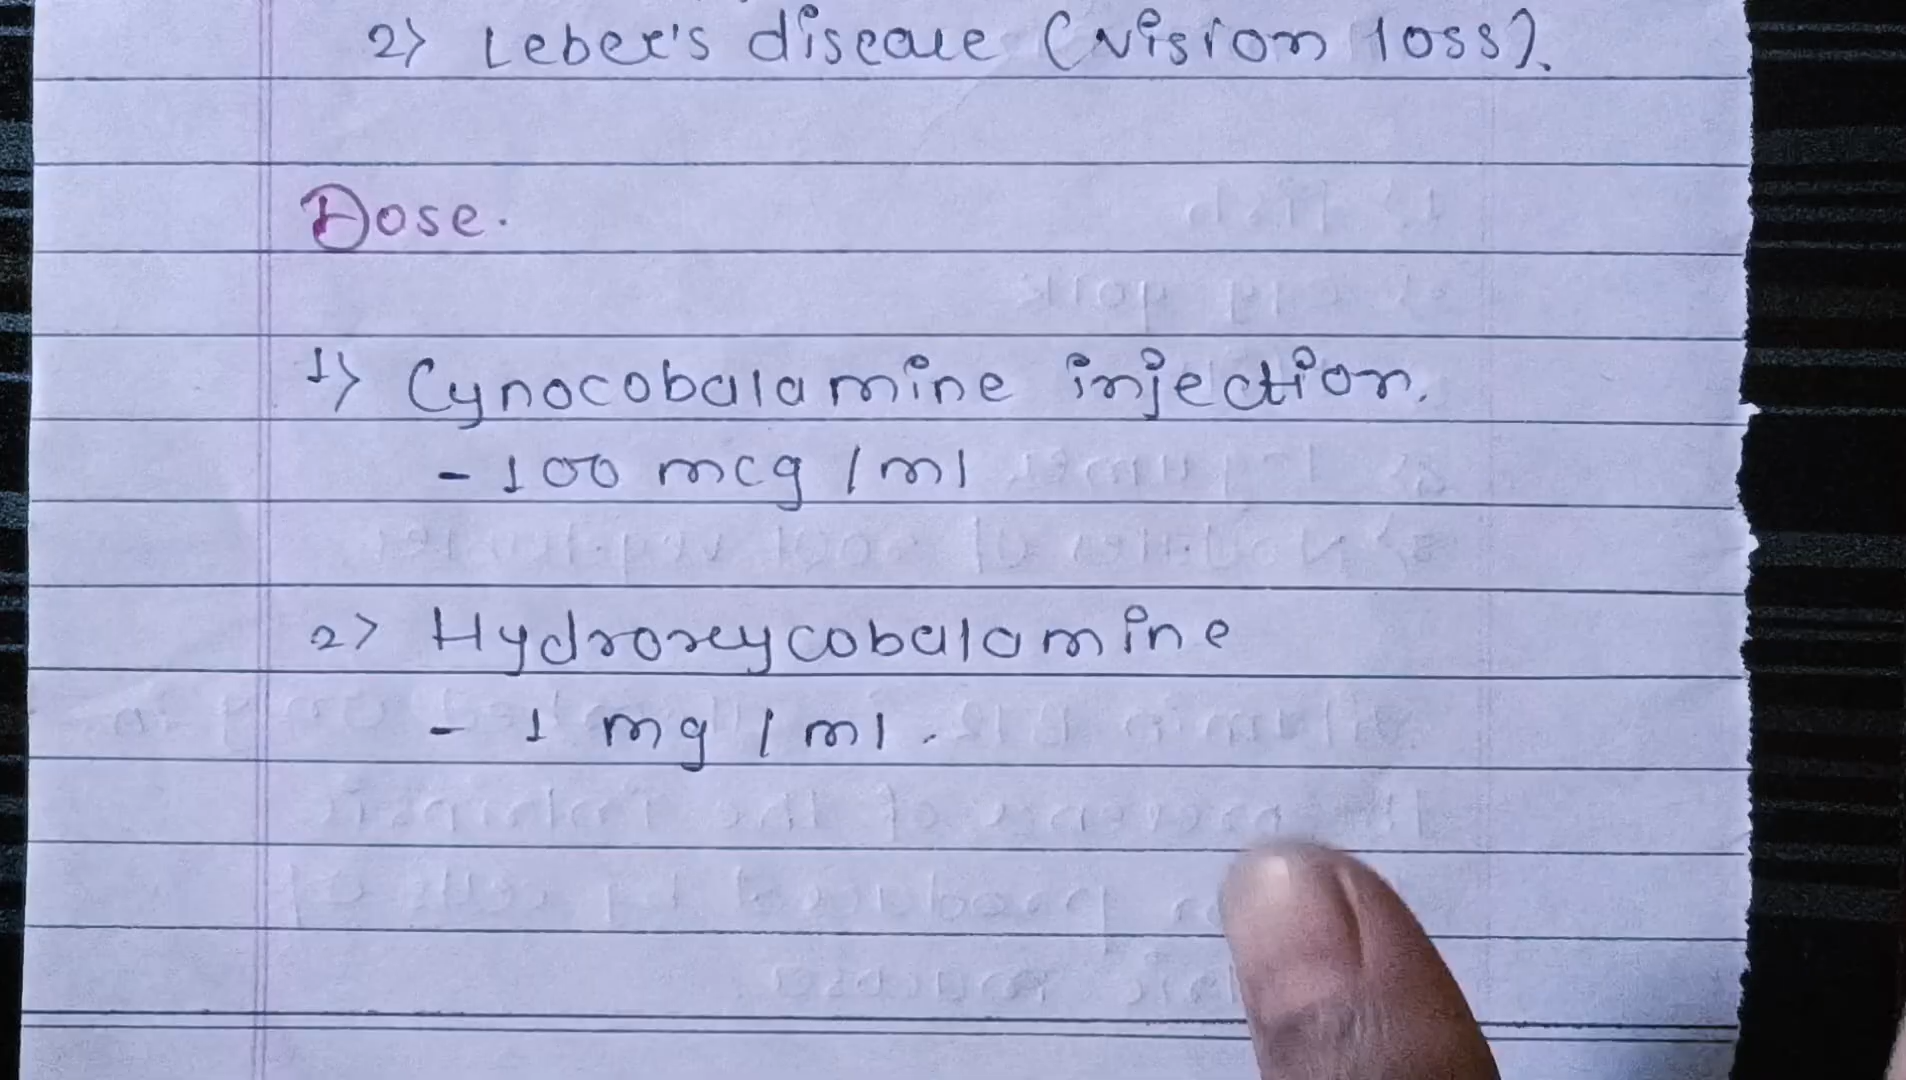 2) Leber's disease (vision loss).
Dose.
1) Cynocobalamine injection.
- 100 mcg / ml
2) Hydroxycobalamine
- 1 mg / ml.